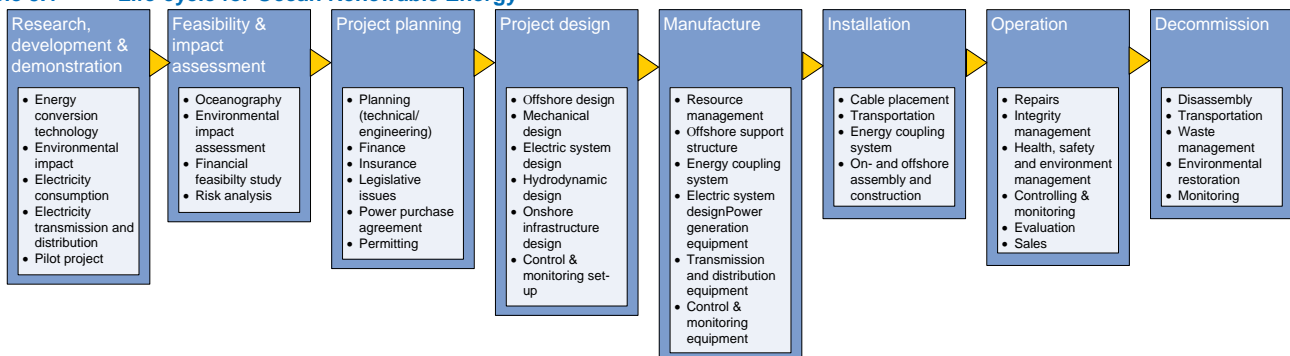 Life Cycle for Ocean Renewable Energy
Research,
development &
demonstration
• Energy
conversion
technology
• Environmental
impact
• Electricity
consumption
• Electricity
transmission and
distribution
• Pilot project
Feasibility &
impact
assessment
• Oceanography
• Environmental
impact
assessment
• Financial
feasibilty study
• Risk analysis
Project planning
• Planning
(technical/
engineering)
• Finance
• Insurance
• Legislative
issues
• Power purchase
agreement
• Permitting
Project design
• Offshore design
• Mechanical
design
• Electric system
design
• Hydrodynamic
design
• Onshore
infrastructure
design
• Control &
monitoring set-
up
Manufacture
• Resource
management
• Offshore support
structure
• Energy coupling
system
• Electric system
designPower
generation
equipment
• Transmission
and distribution
equipment
• Control &
monitoring
equipment
Installation
• Cable placement
• Transportation
• Energy coupling
system
• On- and offshore
assembly and
construction
Operation
• Repairs
• Integrity
management
• Health, safety
and environment
management
• Controlling &
monitoring
• Evaluation
• Sales
Decommission
• Disassembly
• Transportation
• Waste
management
• Environmental
restoration
• Monitoring